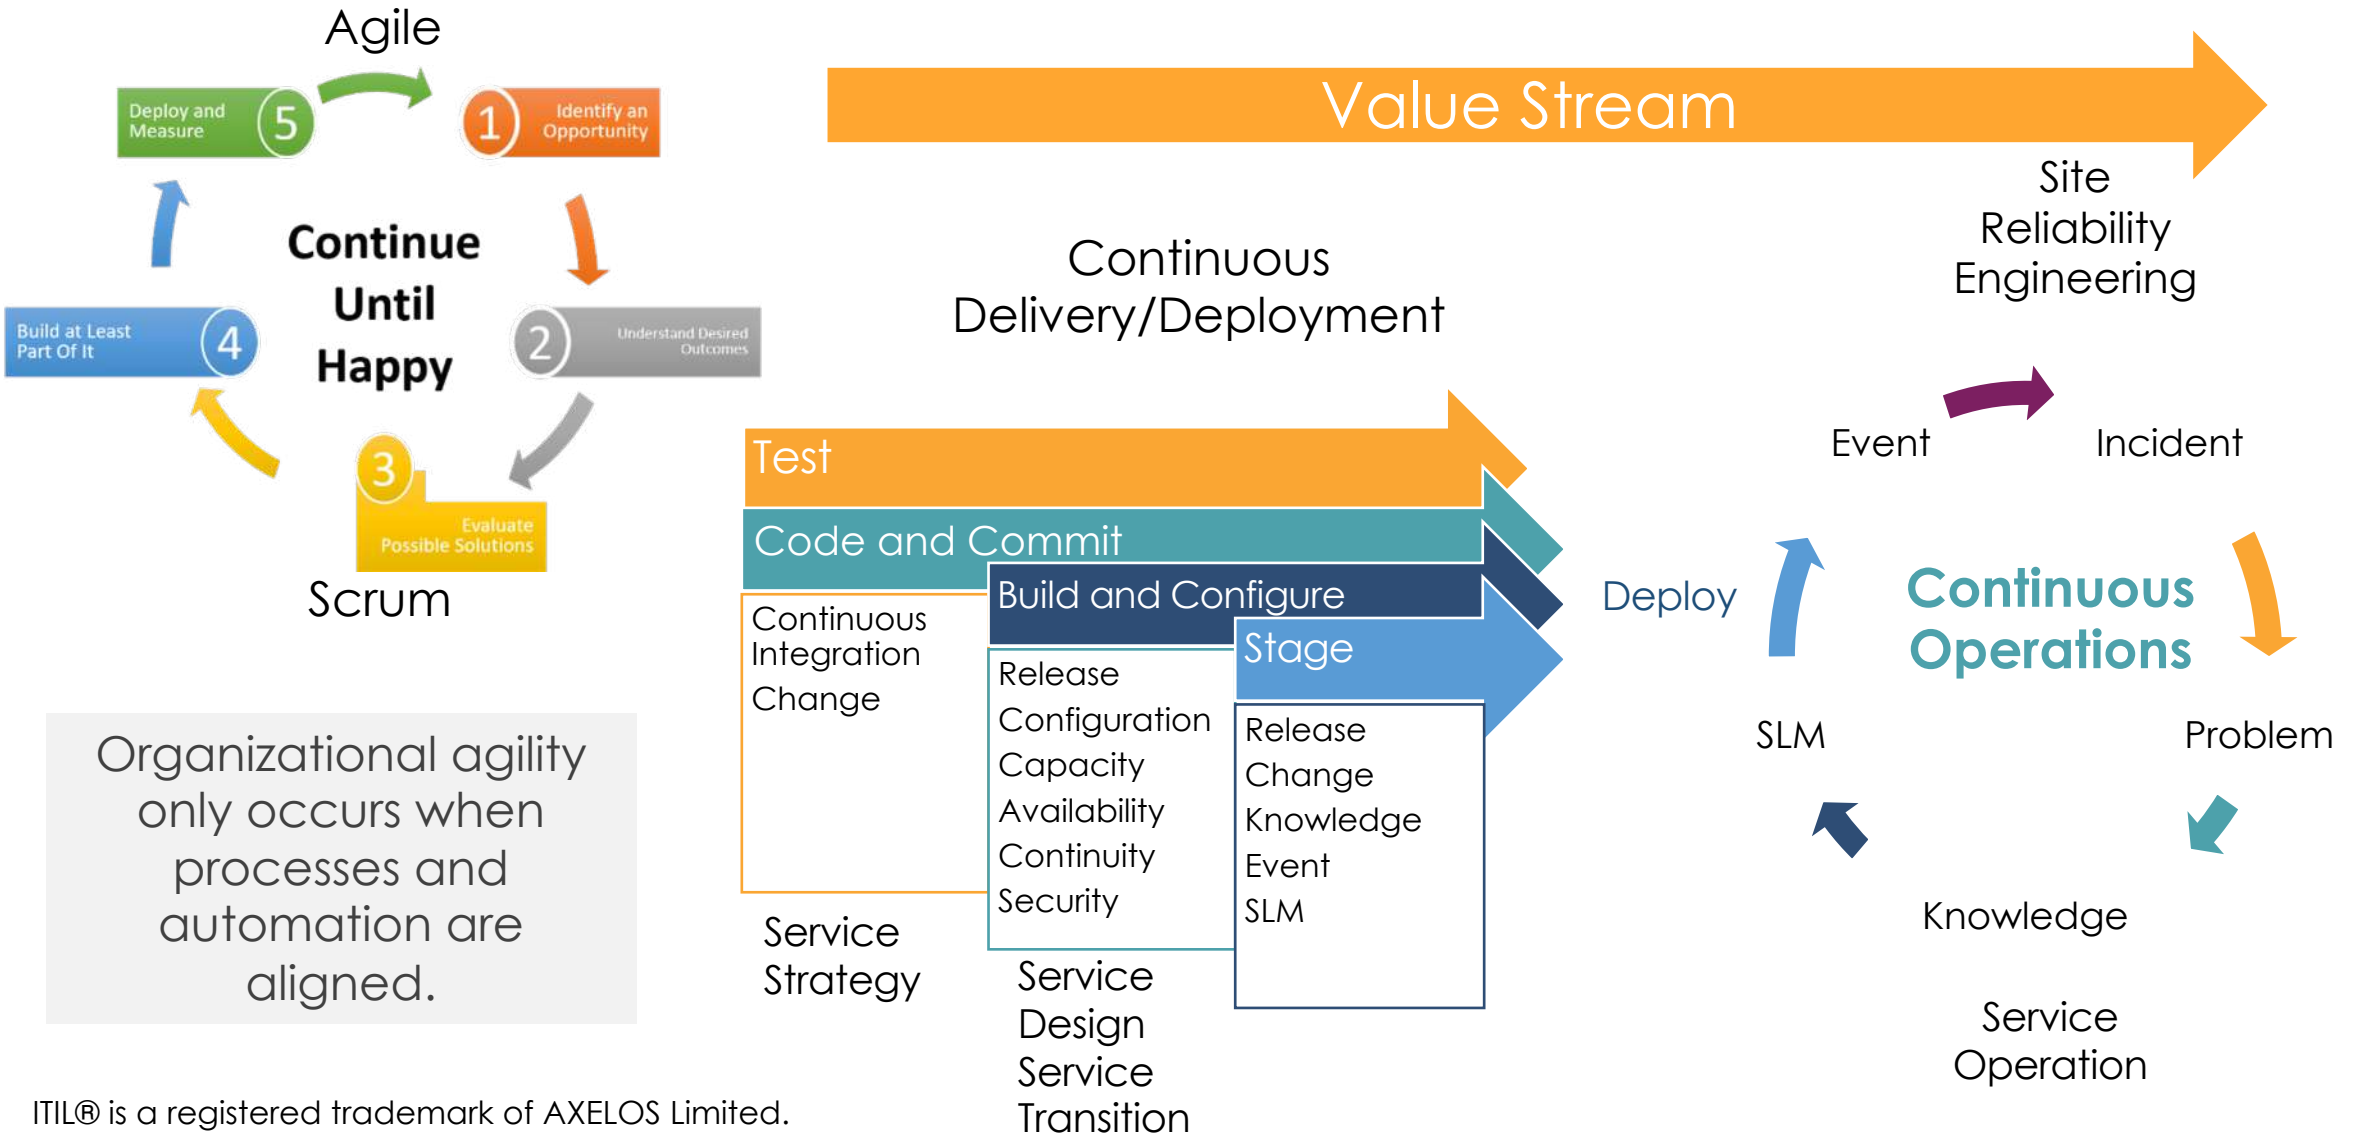 Agile
Deploy and
Measure
5
1
Identify an
Opportunity
Continue
Until
Happy
Build at Least
Part Of It
4
2
Understand Desired
Outcomes
3
Evaluate
Possible Solutions
Scrum
Organizational agility
only occurs when
processes and
automation are
aligned.
ITIL® is a registered trademark of AXELOS Limited.
Value Stream
Continuous
Delivery/Deployment
Test
Code and Commit
Build and Configure
Stage
Continuous
Integration
Change
Release
Configuration
Capacity
Availability
Continuity
Security
Release
Change
Knowledge
Event
SLM
Service
Strategy
Service
Design
Service
Transition
Deploy
Site
Reliability
Engineering
Event
Incident
Continuous
Operations
SLM
Problem
Knowledge
Service
Operation